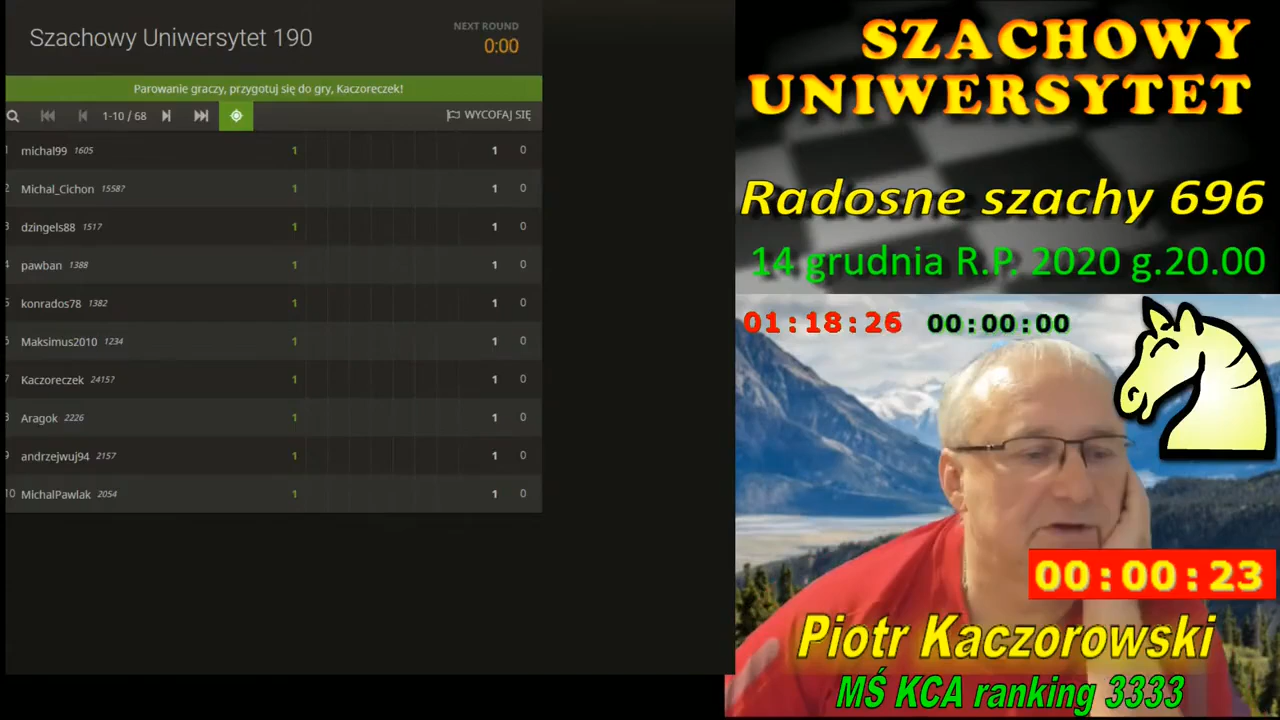 Szachowy Uniwersytet 190
NEXT ROUND
0:00
Parowanie graczy, przygotuj się do gry, Kaczoreczek!
1-10 / 68
WYCOFAJ SIĘ
1 michal99 1605 1 1 0
2 Michal_Cichon 1558? 1 1 0
3 dzingels88 1517 1 1 0
4 pawban 1388 1 1 0
5 konrados78 1382 1 1 0
6 Maksimus2010 1234 1 1 0
7 Kaczoreczek 2415? 1 1 0
8 Aragok 2226 1 1 0
9 andrzejwuj94 2157 1 1 0
10 MichalPawlak 2054 1 1 0
SZACHOWY
UNIWERSYTET
Radosne szachy 696
14 grudnia R.P. 2020 g.20.00
01:18:26 00:00:00
00:00:23
Piotr Kaczorowski
MŚ KCA ranking 3333